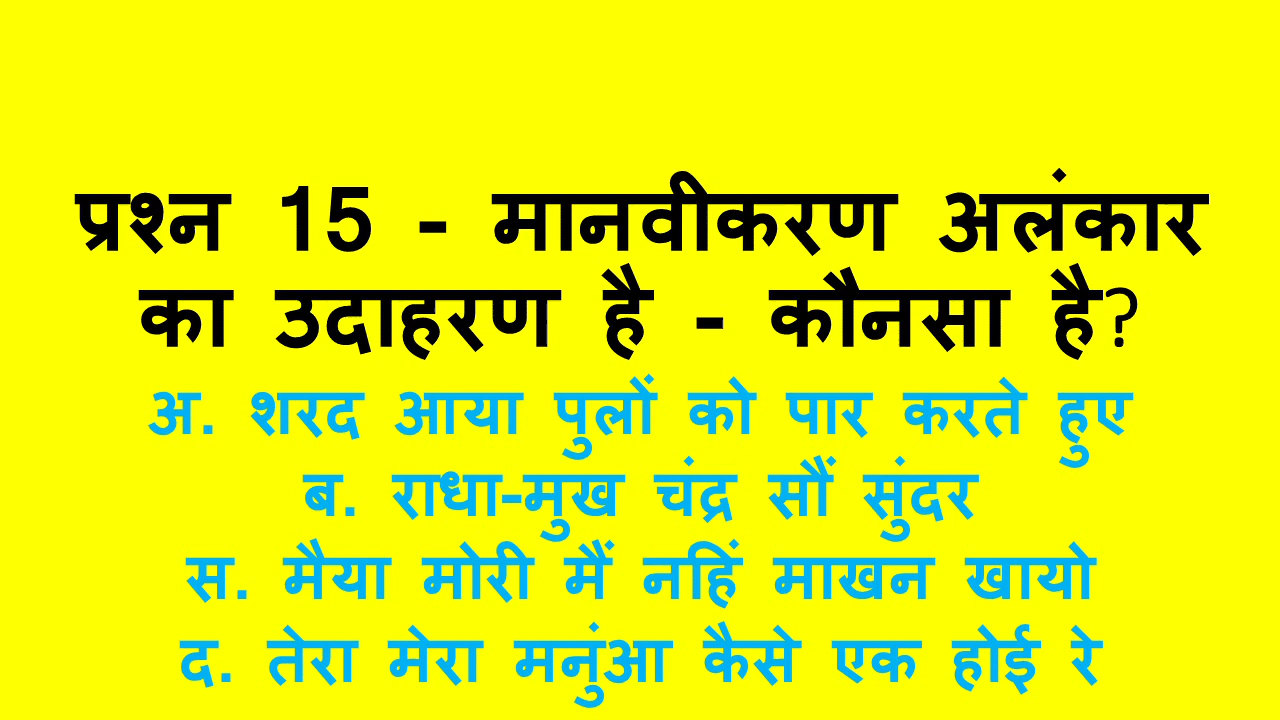 प्रश्न 15 - मानवीकरण अलंकार
का उदाहरण है - कौनसा है?
अ. शरद आया पुलों को पार करते हुए
ब. राधा-मुख चंद्र सौं सुंदर
स. मैया मोरी मैं नहिं माखन खायो
द. तेरा मेरा मनुंआ कैसे एक होई रे